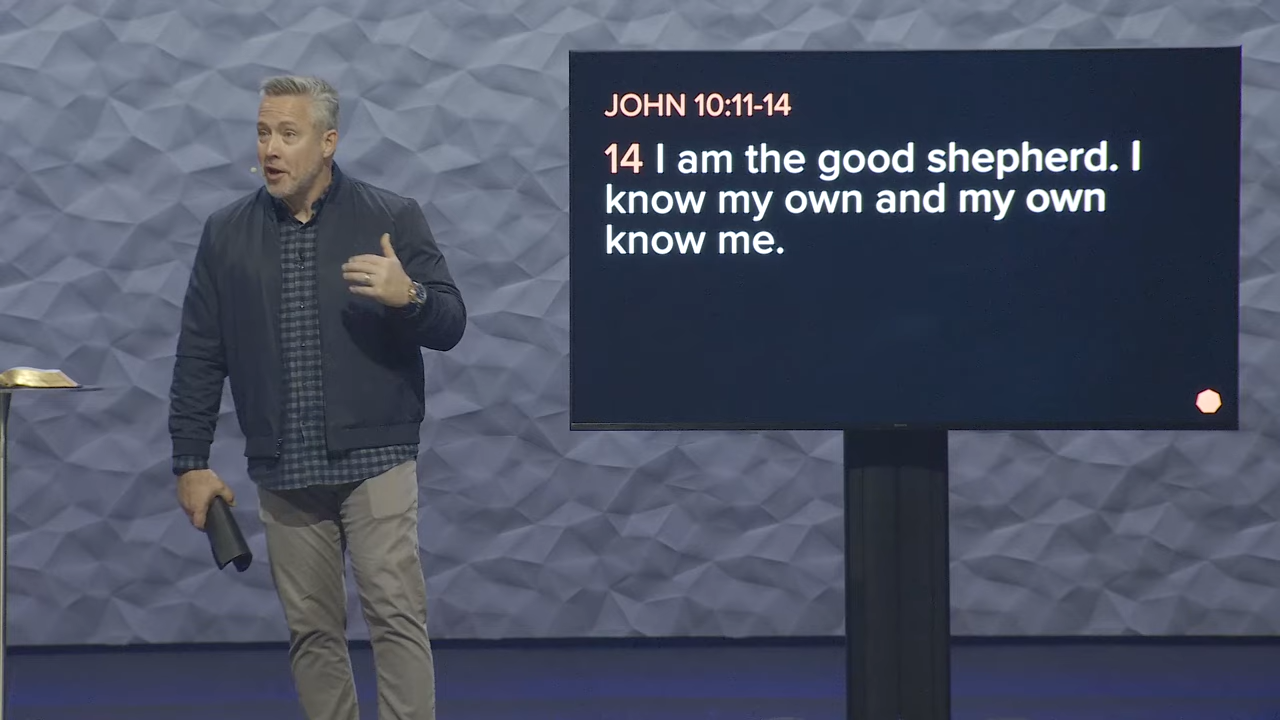 JOHN 10:11-14
14 I am the good shepherd. I
know my own and my own
know me.